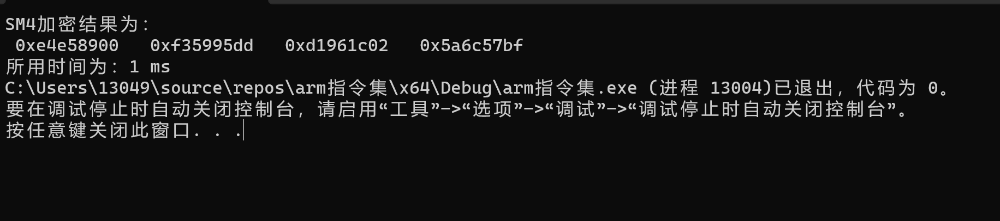 SM4加密结果为：
0xe4e58900   0xf35995dd   0xd1961c02   0x5a6c57bf
所用时间为：1 ms
C:\Users\13049\source\repos\arm指令集\x64\Debug\arm指令集.exe (进程 13004)已退出，代码为 0。
要在调试停止时自动关闭控制台，请启用“工具”->“选项”->“调试”->“调试停止时自动关闭控制台”。
按任意键关闭此窗口. . .